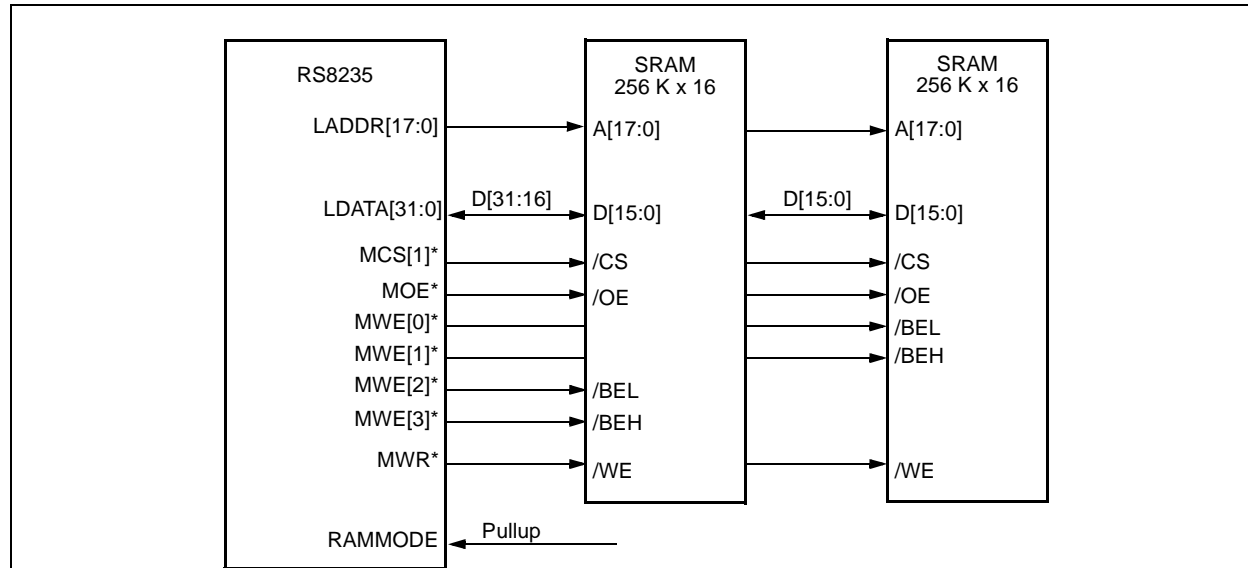 RS8235
LADDR[17:0]
LDATA[31:0]
MCS[1]*
MOE*
MWE[0]*
MWE[1]*
MWE[2]*
MWE[3]*
MWR*
RAMMODE
D[31:16]
Pullup
SRAM
256 K x 16
A[17:0]
D[15:0]
/CS
/OE
/BEL
/BEH
/WE
D[15:0]
SRAM
256 K x 16
A[17:0]
D[15:0]
/CS
/OE
/BEL
/BEH
/WE